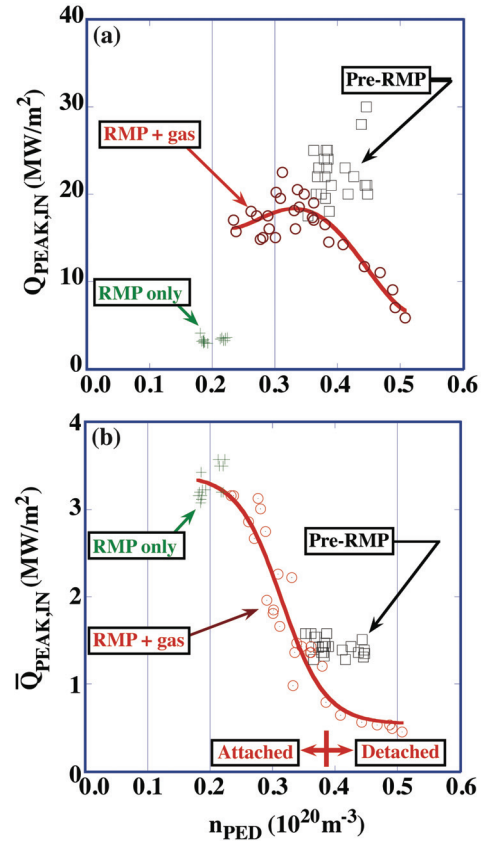 (a)
Pre-RMP
RMP + gas
RMP only
Q_PEAK,IN (MW/m²)
40
30
20
10
0
0.0 0.1 0.2 0.3 0.4 0.5 0.6
(b)
RMP only
Pre-RMP
RMP + gas
Attached Detached
Q̅_PEAK,IN (MW/m²)
4
3
2
1
0
0.0 0.1 0.2 0.3 0.4 0.5 0.6
n_PED (10²⁰m⁻³)